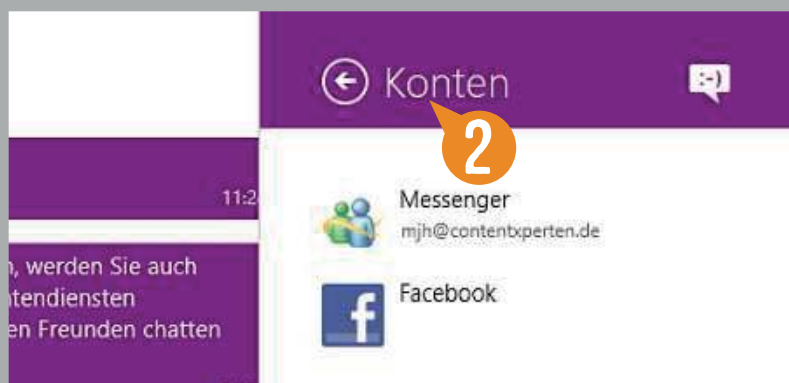 Konten
:-)
2
11:2
Messenger
mjh@contentxperten.de
, werden Sie auch
tendiensten
en Freunden chatten
Facebook
f